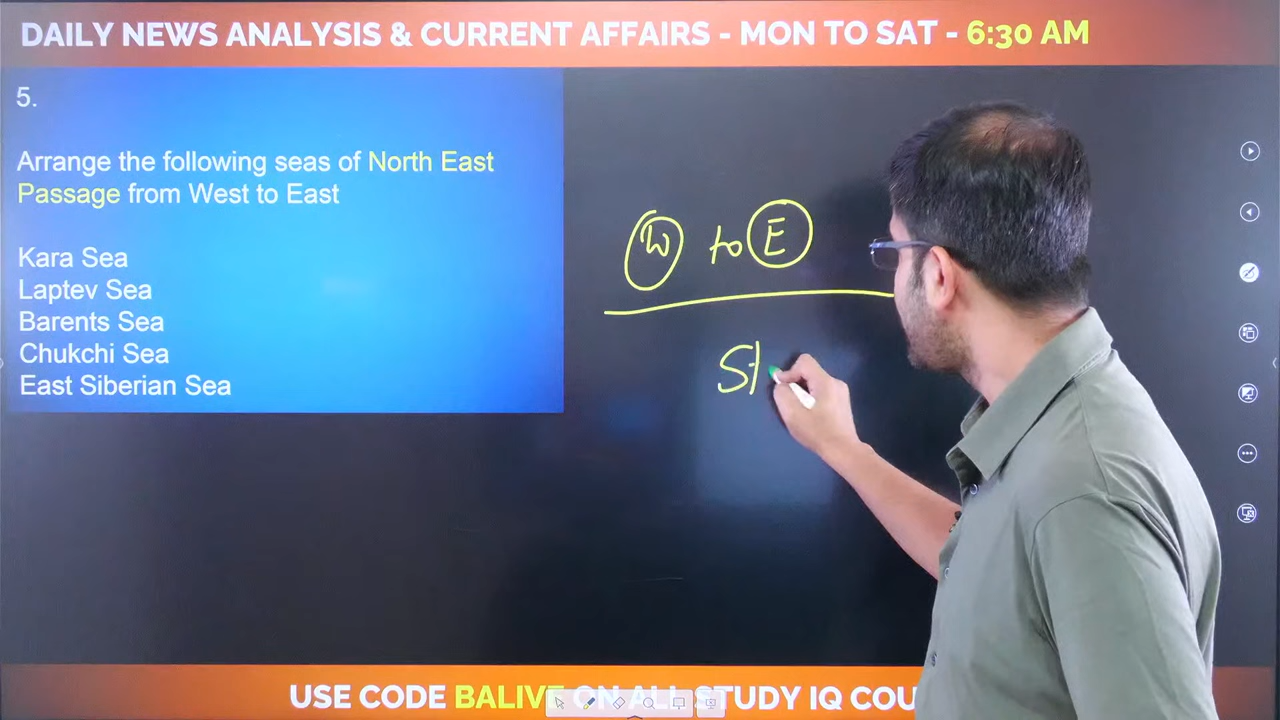 DAILY NEWS ANALYSIS & CURRENT AFFAIRS - MON TO SAT - 6:30 AM
5.
Arrange the following seas of North East
Passage from West to East
Kara Sea
Laptev Sea
Barents Sea
Chukchi Sea
East Siberian Sea
W to E
USE CODE BALIVE ON ALL STUDY IQ COU